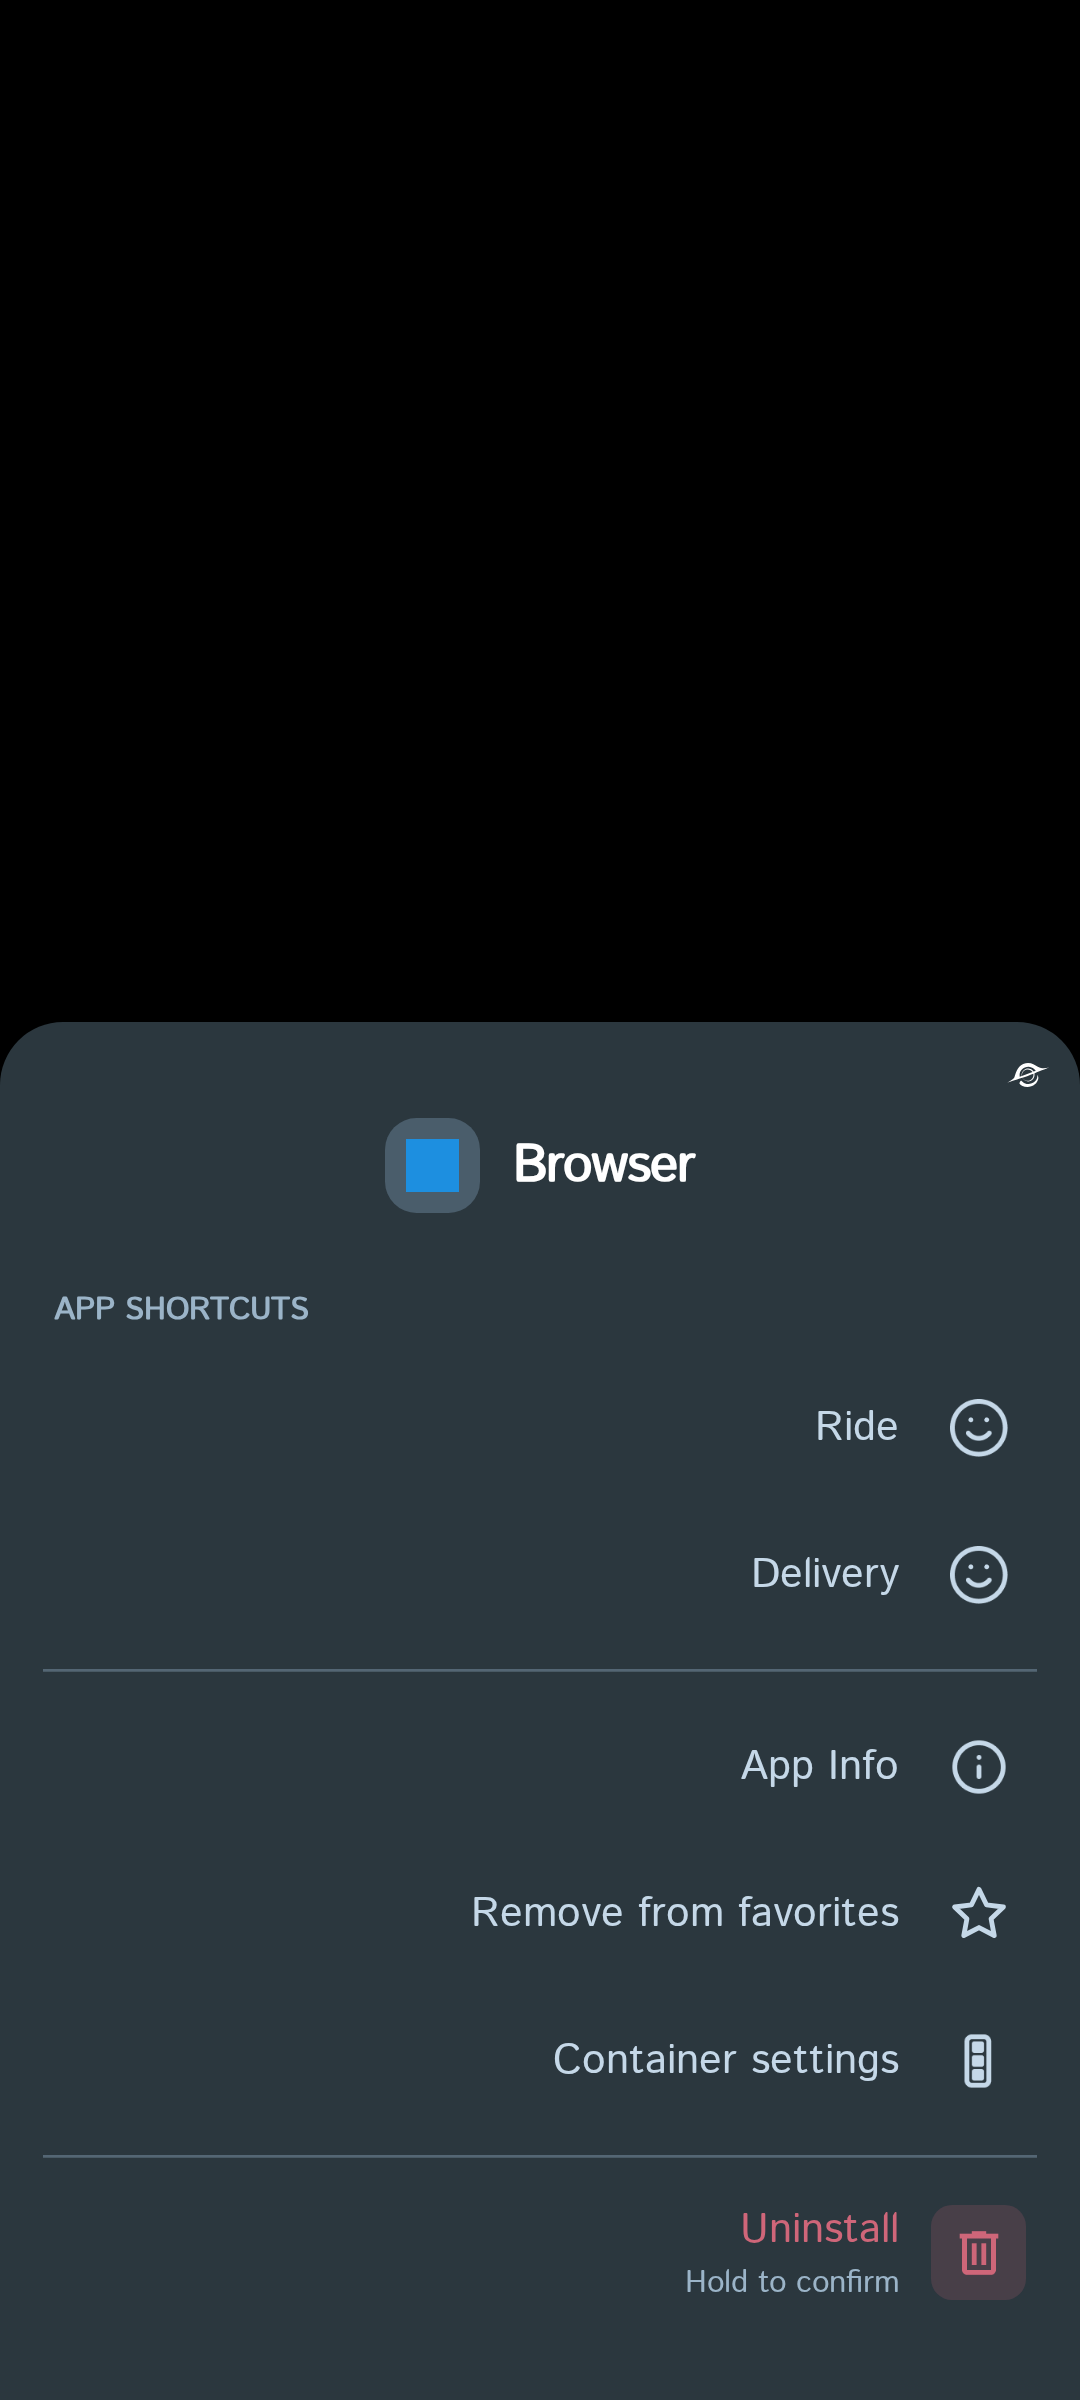 Browser
APP SHORTCUTS
Ride
Delivery
App Info
Remove from favorites
Container settings
Uninstall
Hold to confirm